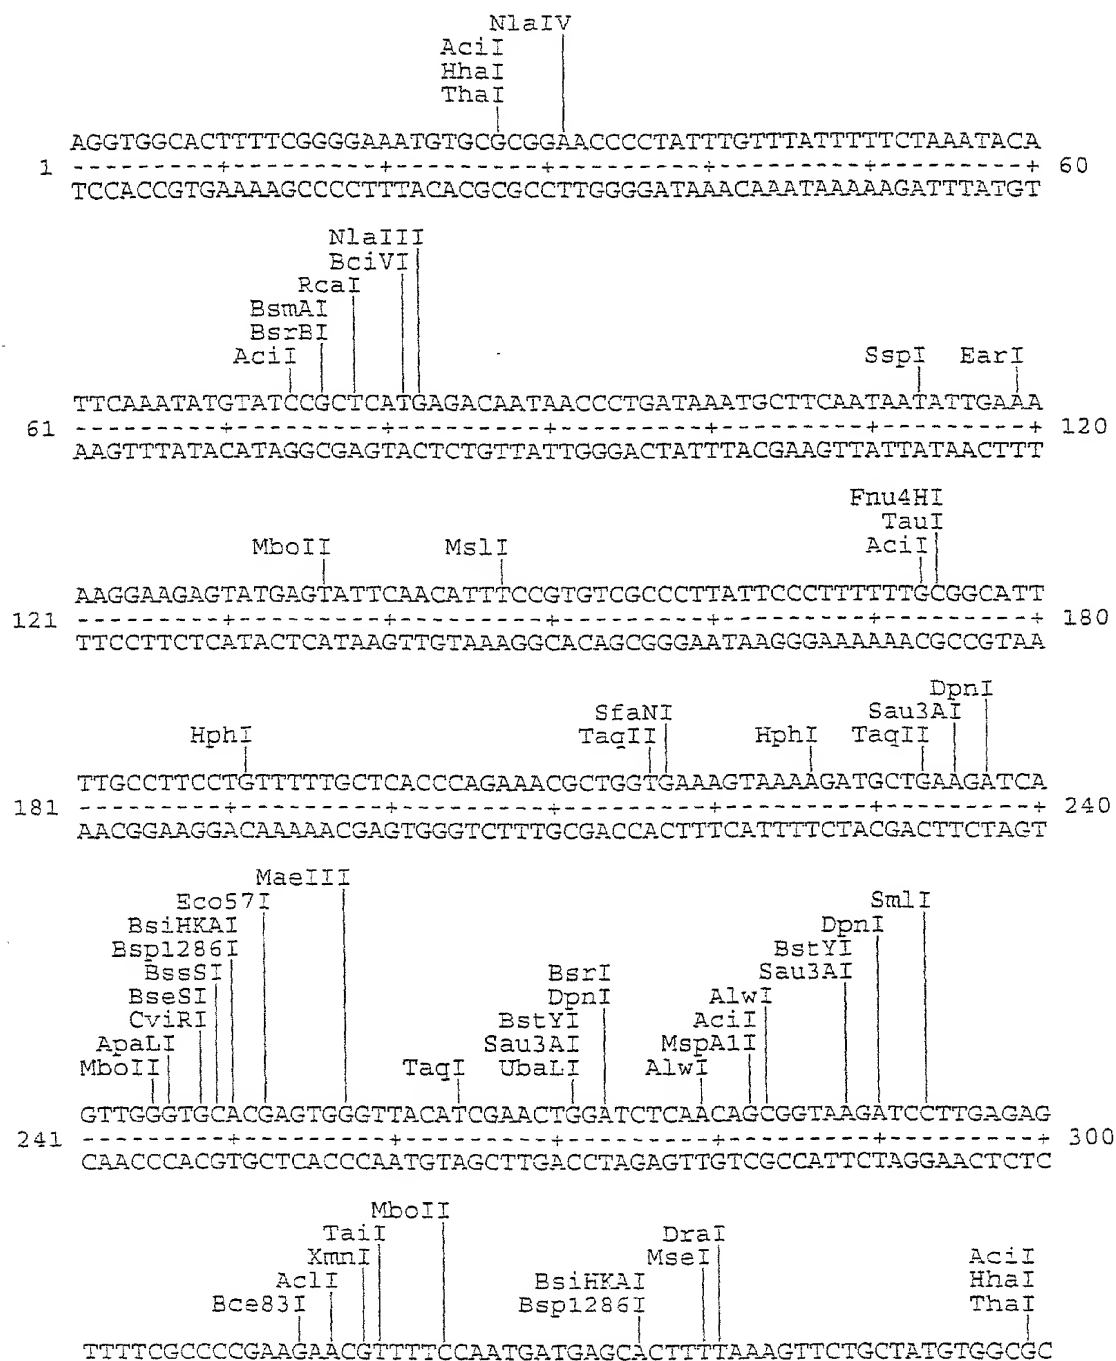 NlaIV
AciI
HhaI
ThaI
AGGTGGCACTTTTCGGGGAAATGTGCGCGGAACCCCTATTTGTTTATTTTTCTAAATACA
1 ---------+---------+---------+---------+---------+---------+ 60
TCCACCGTGAAAAGCCCCTTTACACGCGCCTTGGGGATAAACAAATAAAAAGATTTATGT
NlaIII
BciVI
RcaI
BsmAI
BsrBI
AciI SspI EarI
TTCAAATATGTATCCGCTCATGAGACAATAACCCTGATAAATGCTTCAATAATATTGAAA
61 ---------+---------+---------+---------+---------+---------+ 120
AAGTTTATACATAGGCGAGTACTCTGTTATTGGGACTATTTACGAAGTTATTATAACTTT
Fnu4HI
TauI
MboII MslI AciI
AAGGAAGAGTATGAGTATTCAACATTTCCGTGTCGCCCTTATTCCCTTTTTTGCGGCATT
121 ---------+---------+---------+---------+---------+---------+ 180
TTCCTTCTCATACTCATAAGTTGTAAAGGCACAGCGGGAATAAGGGAAAAAACGCCGTAA
DpnI
SfaNI Sau3AI
HphI TaqII HphI TaqII
TTGCCTTCCTGTTTTTGCTCACCCAGAAACGCTGGTGAAAGTAAAAGATGCTGAAGATCA
181 ---------+---------+---------+---------+---------+---------+ 240
AACGGAAGGACAAAAACGAGTGGGTCTTTGCGACCACTTTCATTTTCTACGACTTCTAGT
MaeIII
Eco57I SmlI
BsiHKAI DpnI
Bsp1286I BstYI
BssSI BsrI Sau3AI
BseSI DpnI AlwI
CviRI BstYI AciI
ApaLI Sau3AI MspA1I
MboII TaqI UbaLI AlwI
GTTGGGTGCACGAGTGGGTTACATCGAACTGGATCTCAACAGCGGTAAGATCCTTGAGAG
241 ---------+---------+---------+---------+---------+---------+ 300
CAACCCACGTGCTCACCCAATGTAGCTTGACCTAGAGTTGTCGCCATTCTAGGAACTCTC
MboII
TaiI DraI
XmnI MseI AciI
AclI BsiHKAI HhaI
Bce83I Bsp1286I ThaI
TTTTCGCCCCGAAGAACGTTTTCCAATGATGAGCACTTTTAAAGTTCTGCTATGTGGCGC